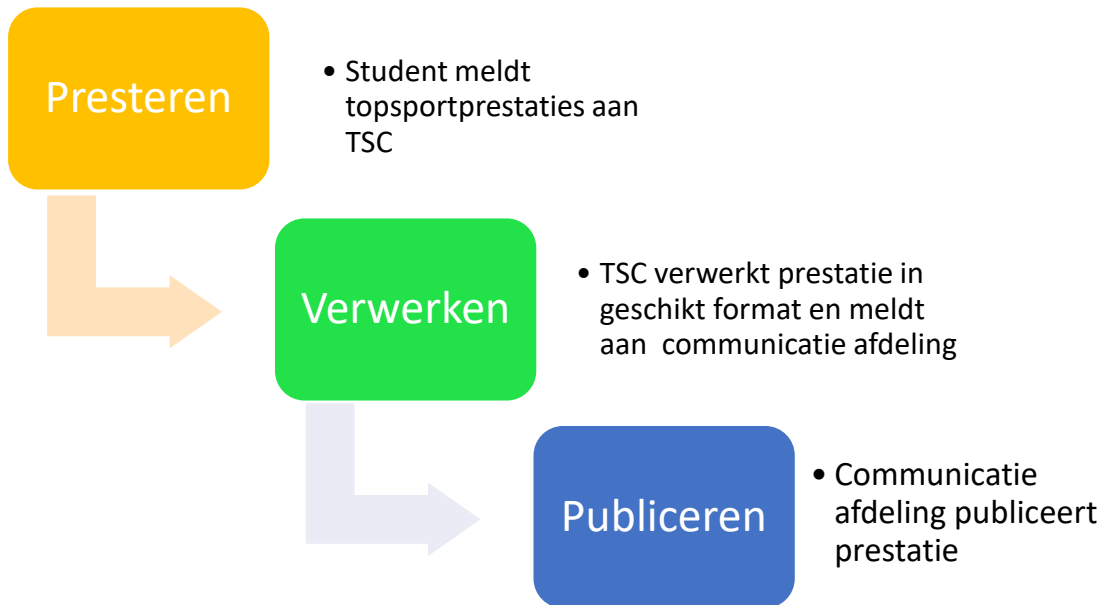 Presteren
• Student meldt
topsportprestaties aan
TSC
Verwerken
• TSC verwerkt prestatie in
geschikt format en meldt
aan  communicatie afdeling
Publiceren
• Communicatie
afdeling publiceert
prestatie